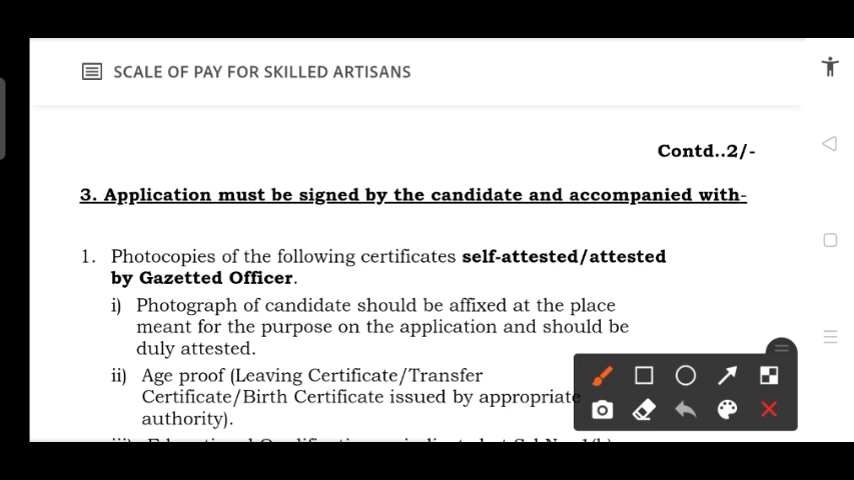 SCALE OF PAY FOR SKILLED ARTISANS
Contd..2/-
3. Application must be signed by the candidate and accompanied with-
1. Photocopies of the following certificates self-attested/attested
by Gazetted Officer.
i) Photograph of candidate should be affixed at the place
meant for the purpose on the application and should be
duly attested.
ii) Age proof (Leaving Certificate/Transfer
Certificate/Birth Certificate issued by appropriate
authority).